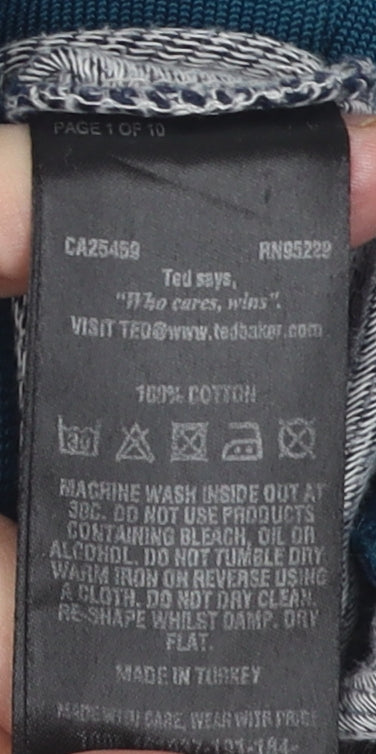 PAGE 1 OF 10
CA25459 RN95229
Ted says,
"Who cares, wins".
VISIT TED@www.tedbaker.com
100% COTTON
30
MACHINE WASH INSIDE OUT AT
30C. DO NOT USE PRODUCTS
CONTAINING BLEACH, OIL OR
ALCOHOL. DO NOT TUMBLE DRY.
WARM IRON ON REVERSE USING
A CLOTH. DO NOT DRY CLEAN.
RE-SHAPE WHILST DAMP. DRY
FLAT.
MADE IN TURKEY
MADE WITH CARE, WEAR WITH PRIDE